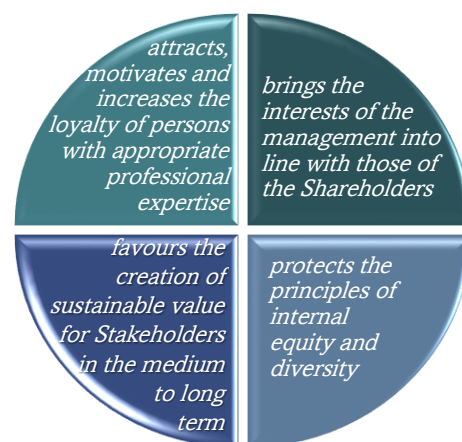 attracts,
motivates and
increases the
loyalty of persons
with appropriate
professional
expertise
brings the
interests of the
management into
line with those of
the Shareholders
favours the
creation of
sustainable value
for Stakeholders
in the medium
to long
term
protects the
principles of
internal
equity and
diversity